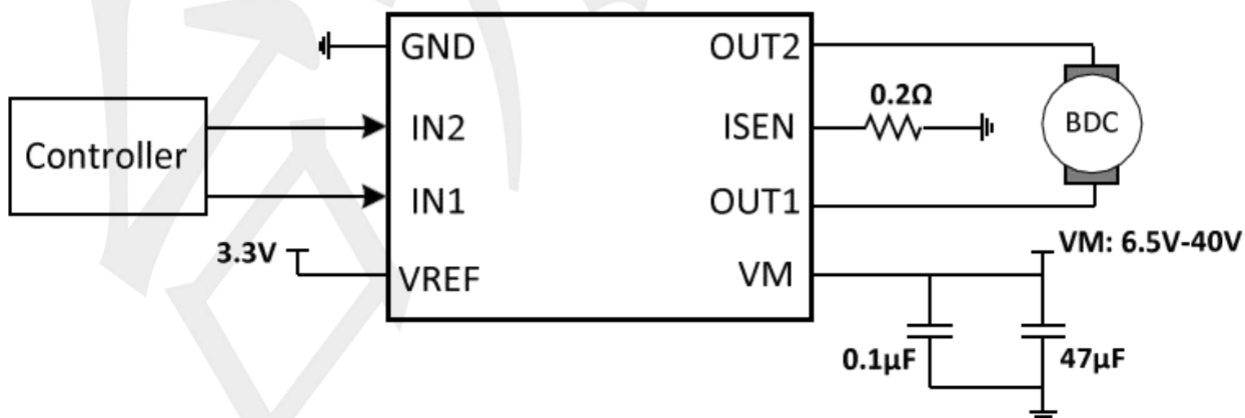 GND
OUT2
0.2Ω
Controller
IN2
ISEN
BDC
IN1
OUT1
3.3V
VM: 6.5V-40V
VREF
VM
0.1μF
47μF